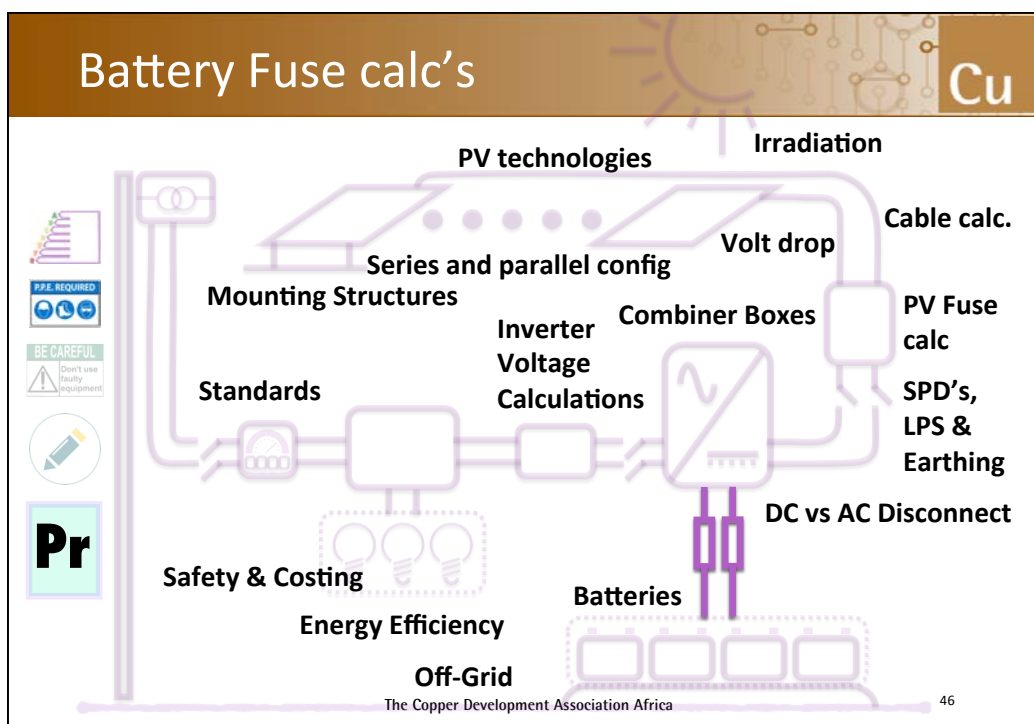 Battery Fuse calc's
Cu
Irradiation
PV technologies
Cable calc.
Volt drop
Series and parallel config
Mounting Structures
Combiner Boxes
PV Fuse
calc
Inverter
Voltage
Calculations
Standards
SPD's,
LPS &
Earthing
DC vs AC Disconnect
P.P.E. REQUIRED
BE CAREFUL
Don't use
faulty
equipment
Pr
Safety & Costing
Batteries
Energy Efficiency
Off-Grid
The Copper Development Association Africa
46